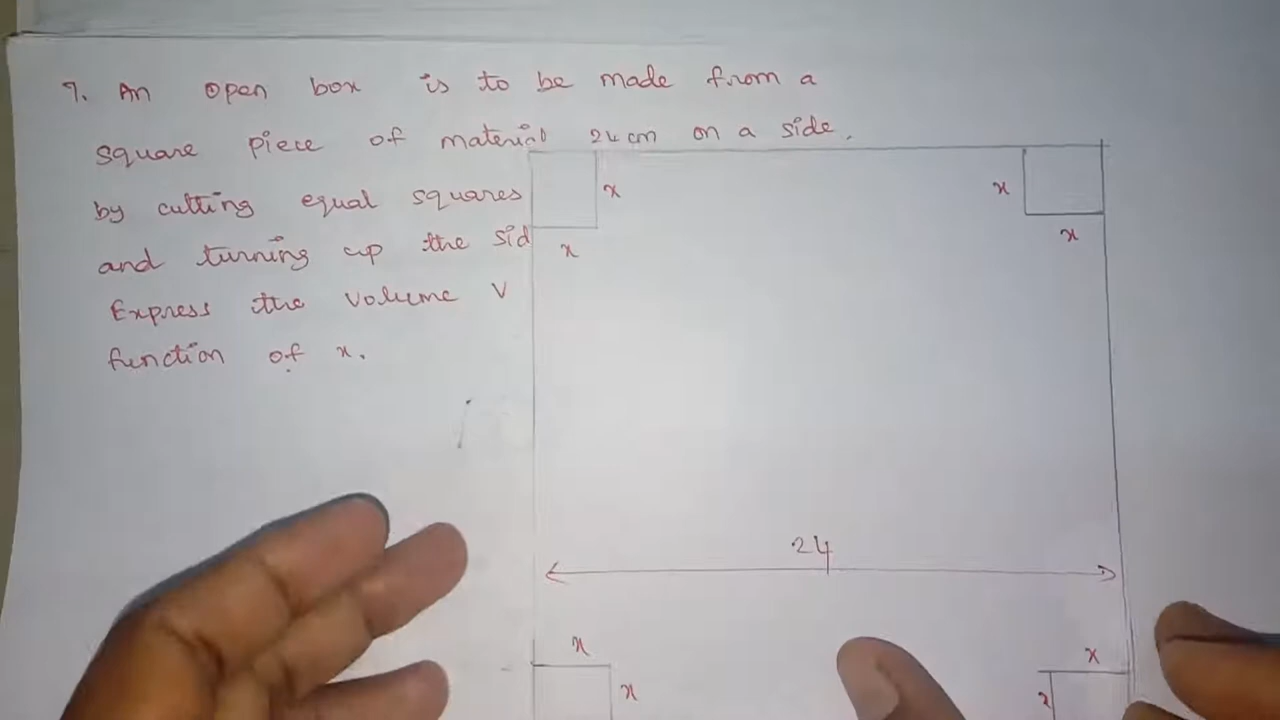 7. An open box is to be made from a
square piece of material 24 cm on a side,
by cutting equal squares
and turning up the sid
Express the volume V
function of x.
x
x
x
x
24
x
x
x